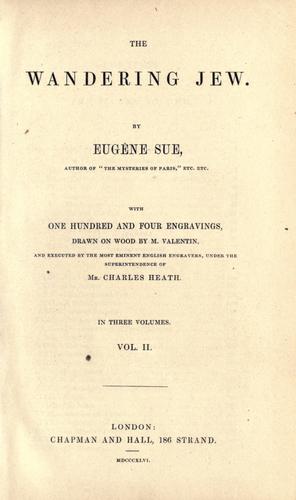 THE
WANDERING JEW.
BY
EUGÈNE SUE,
AUTHOR OF "THE MYSTERIES OF PARIS," ETC. ETC.
WITH
ONE HUNDRED AND FOUR ENGRAVINGS,
DRAWN ON WOOD BY M. VALENTIN,
AND EXECUTED BY THE MOST EMINENT ENGLISH ENGRAVERS, UNDER THE
SUPERINTENDENCE OF
MR. CHARLES HEATH.
IN THREE VOLUMES.
VOL. II.
LONDON:
CHAPMAN AND HALL, 186 STRAND.
MDCCCXLVI.